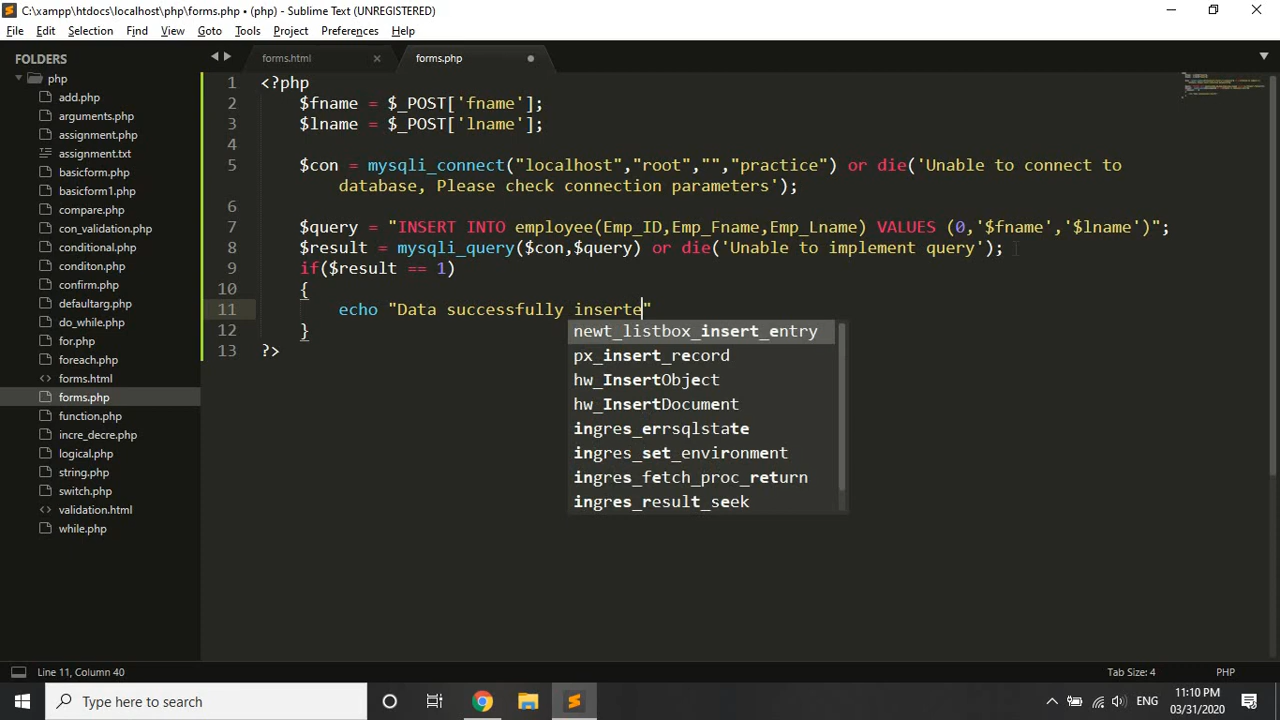 C:\xampp\htdocs\localhost\php\forms.php • (php) - Sublime Text (UNREGISTERED)
File Edit Selection Find View Goto Tools Project Preferences Help
FOLDERS
php
add.php
arguments.php
assignment.php
assignment.txt
basicform.php
basicform1.php
compare.php
con_validation.php
conditional.php
conditon.php
confirm.php
defaultarg.php
do_while.php
for.php
foreach.php
forms.html
forms.php
function.php
incre_decre.php
logical.php
string.php
switch.php
validation.html
while.php
forms.html
forms.php
1 <?php
2 $fname = $_POST['fname'];
3 $lname = $_POST['lname'];
4
5 $con = mysqli_connect("localhost","root","","practice") or die('Unable to connect to
database, Please check connection parameters');
6
7 $query = "INSERT INTO employee(Emp_ID,Emp_Fname,Emp_Lname) VALUES (0,'$fname','$lname')";
8 $result = mysqli_query($con,$query) or die('Unable to implement query');
9 if($result == 1)
10 {
11 echo "Data successfully inserte"
12 }
13 ?>
newt_listbox_insert_entry
px_insert_record
hw_InsertObject
hw_InsertDocument
ingres_errsqlstate
ingres_set_environment
ingres_fetch_proc_return
ingres_result_seek
Line 11, Column 40
Tab Size: 4
PHP
Type here to search
ENG
11:10 PM
03/31/2020